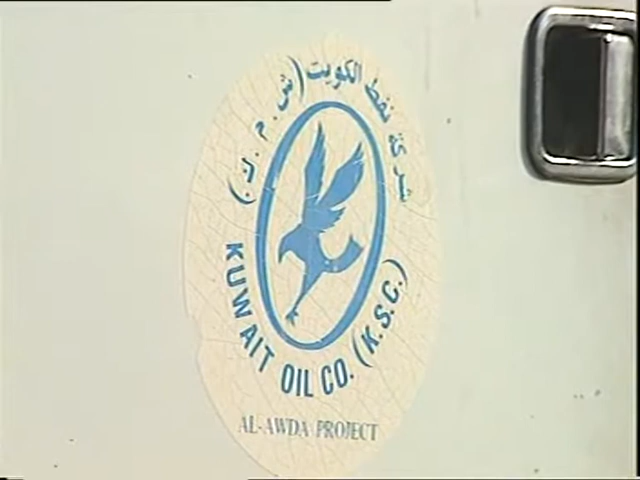 شركة نفط الكويت (ش . م . ك .)
KUWAIT OIL CO. (K.S.C.)
AL-AWDA PROJECT